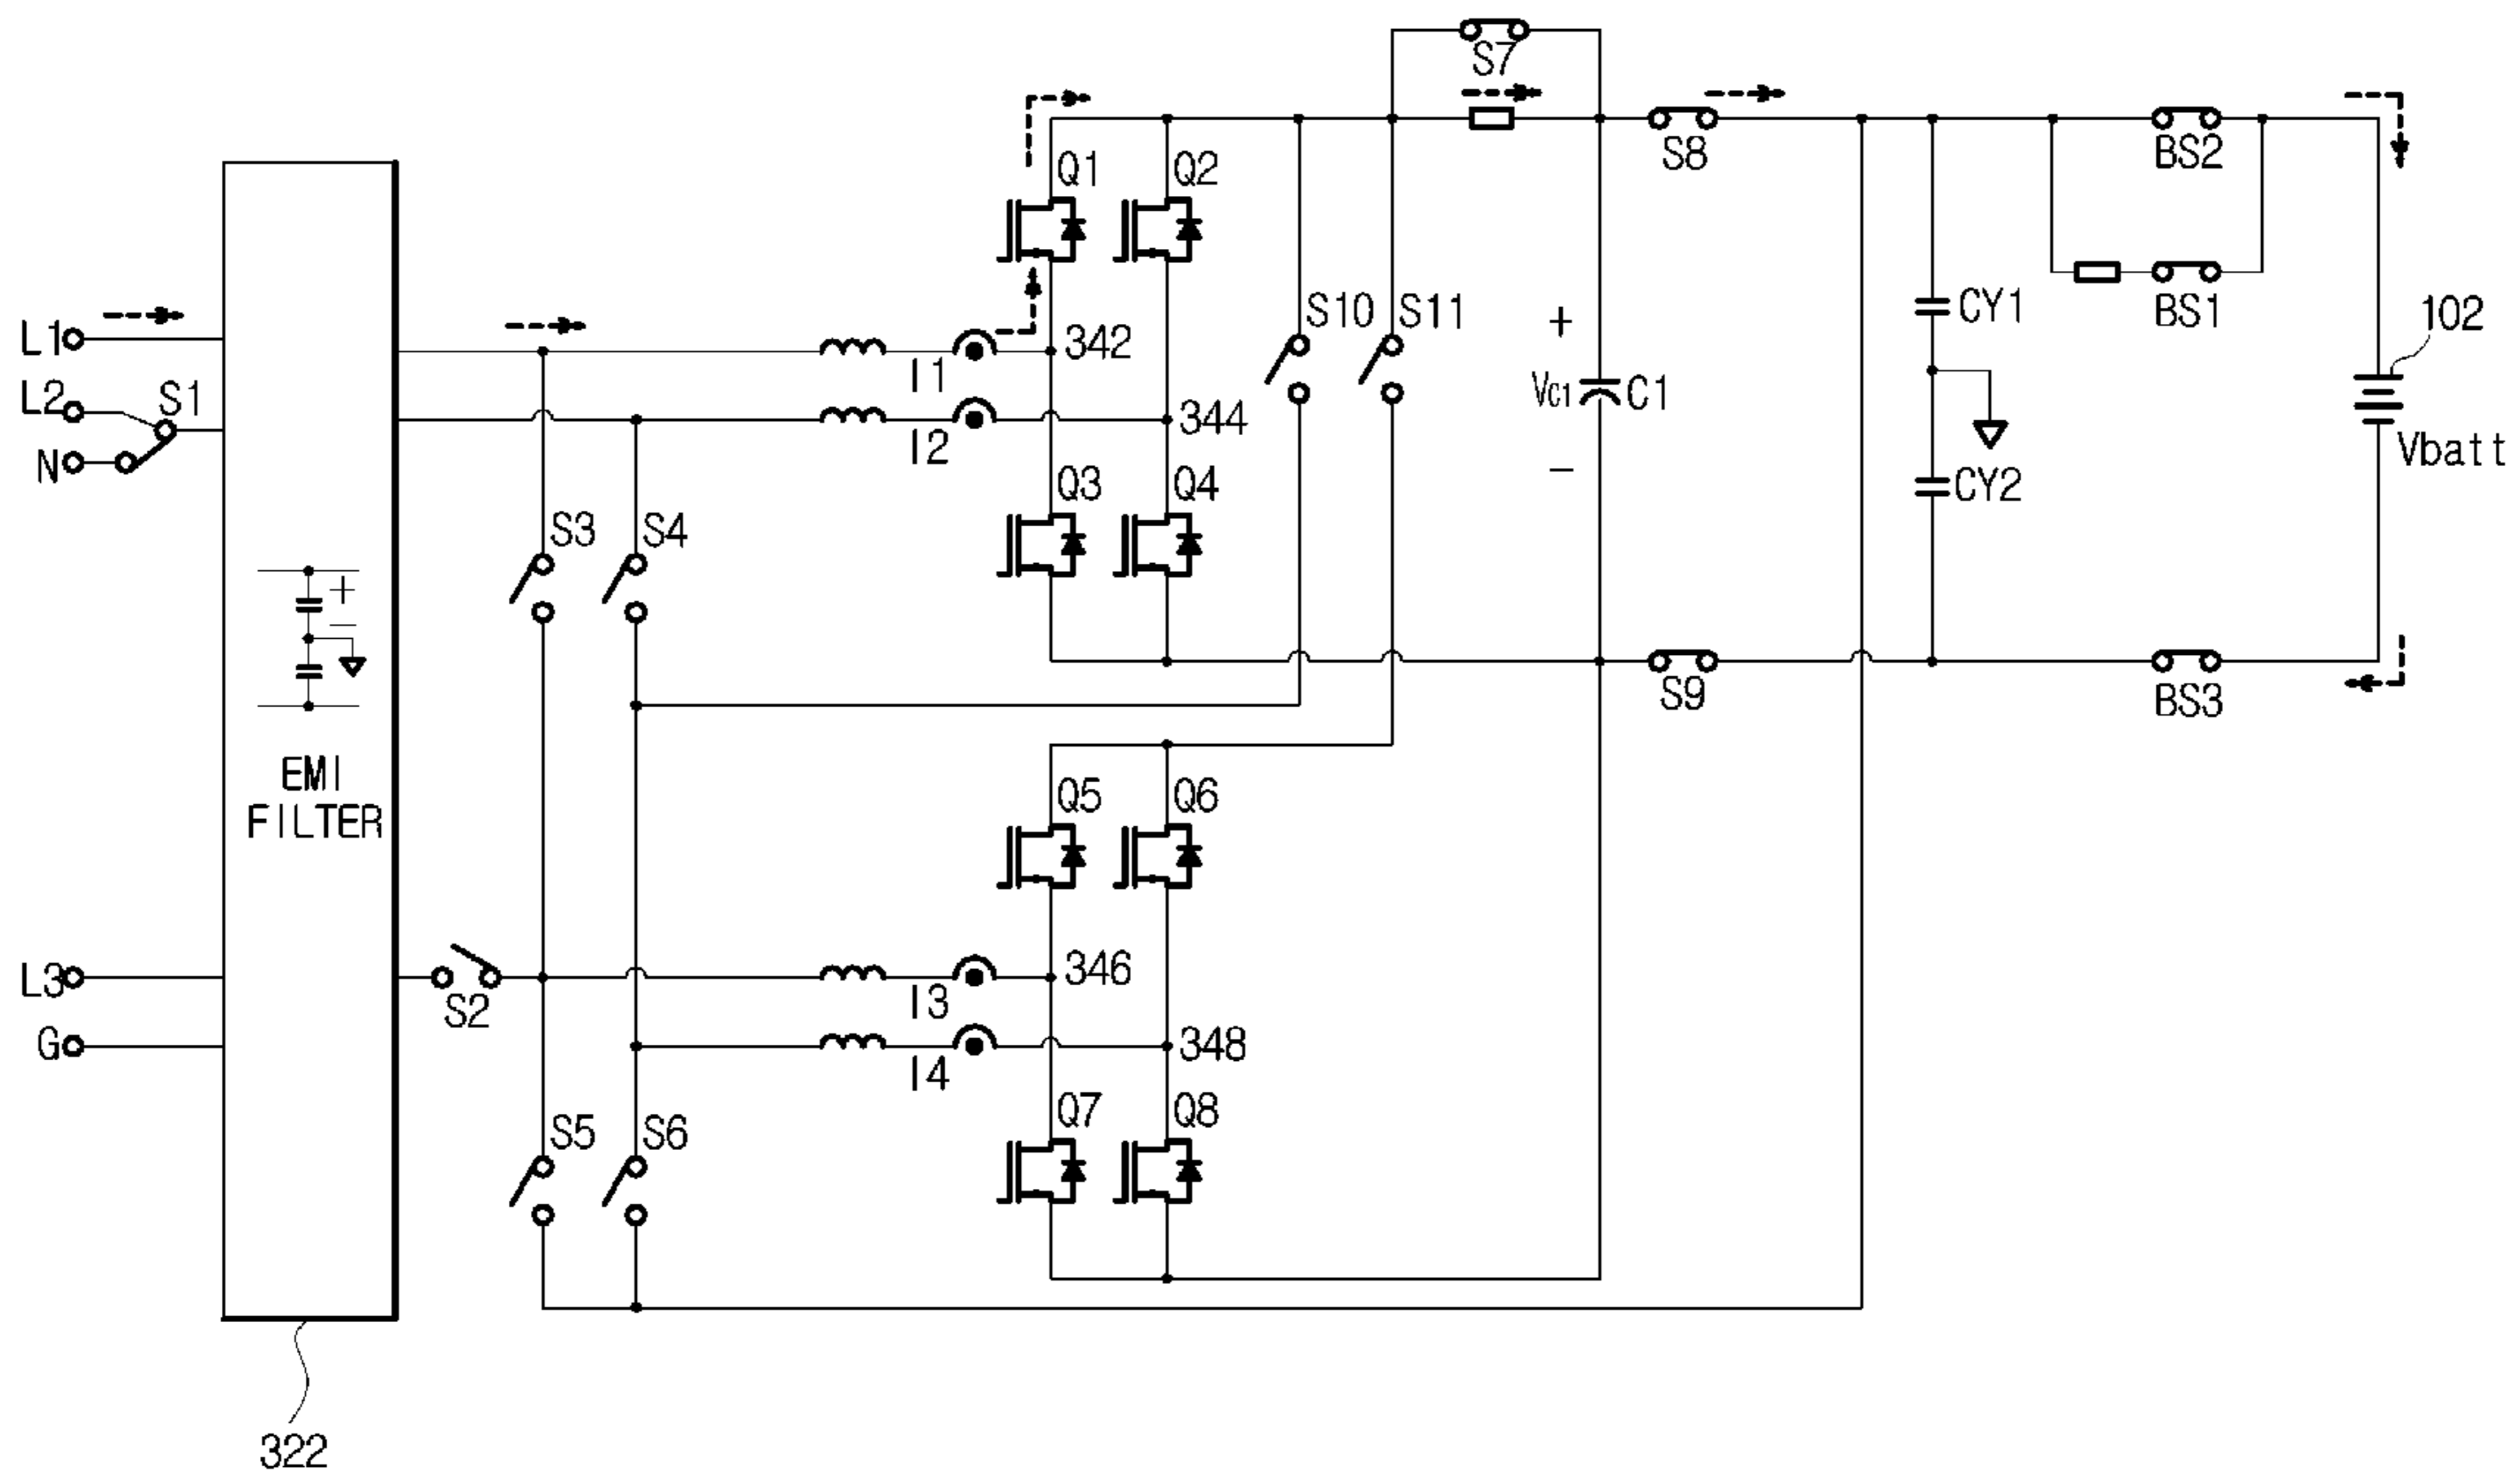 S7
Q1
Q2
S8
BS2
S10
S11
CY1
BS1
102
L1
342
+
L2
S1
I1
VC1
C1
344
N
I2
−
Vbatt
Q3
Q4
CY2
S3
S4
+
−
S9
BS3
EMI
FILTER
Q5
Q6
L3
S2
346
I3
G
348
I4
Q7
Q8
S5
S6
322